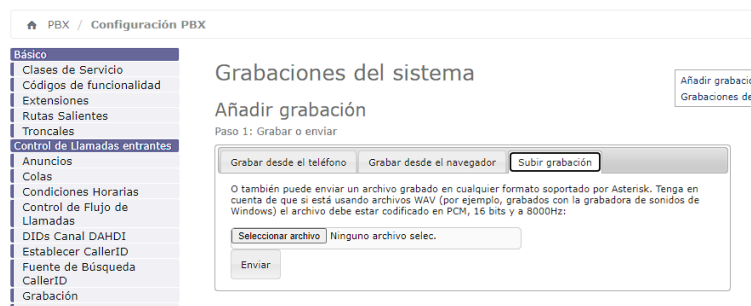 PBX / Configuración PBX
Básico
Clases de Servicio
Códigos de funcionalidad
Extensiones
Rutas Salientes
Troncales
Control de Llamadas entrantes
Anuncios
Colas
Condiciones Horarias
Control de Flujo de
Llamadas
DIDs Canal DAHDI
Establecer CallerID
Fuente de Búsqueda
CallerID
Grabación
Grabaciones del sistema
Añadir grabació
Grabaciones de
Añadir grabación
Paso 1: Grabar o enviar
Grabar desde el teléfono Grabar desde el navegador Subir grabación
O también puede enviar un archivo grabado en cualquier formato soportado por Asterisk. Tenga en
cuenta de que si está usando archivos WAV (por ejemplo, grabados con la grabadora de sonidos de
Windows) el archivo debe estar codificado en PCM, 16 bits y a 8000Hz:
Seleccionar archivo Ninguno archivo selec.
Enviar